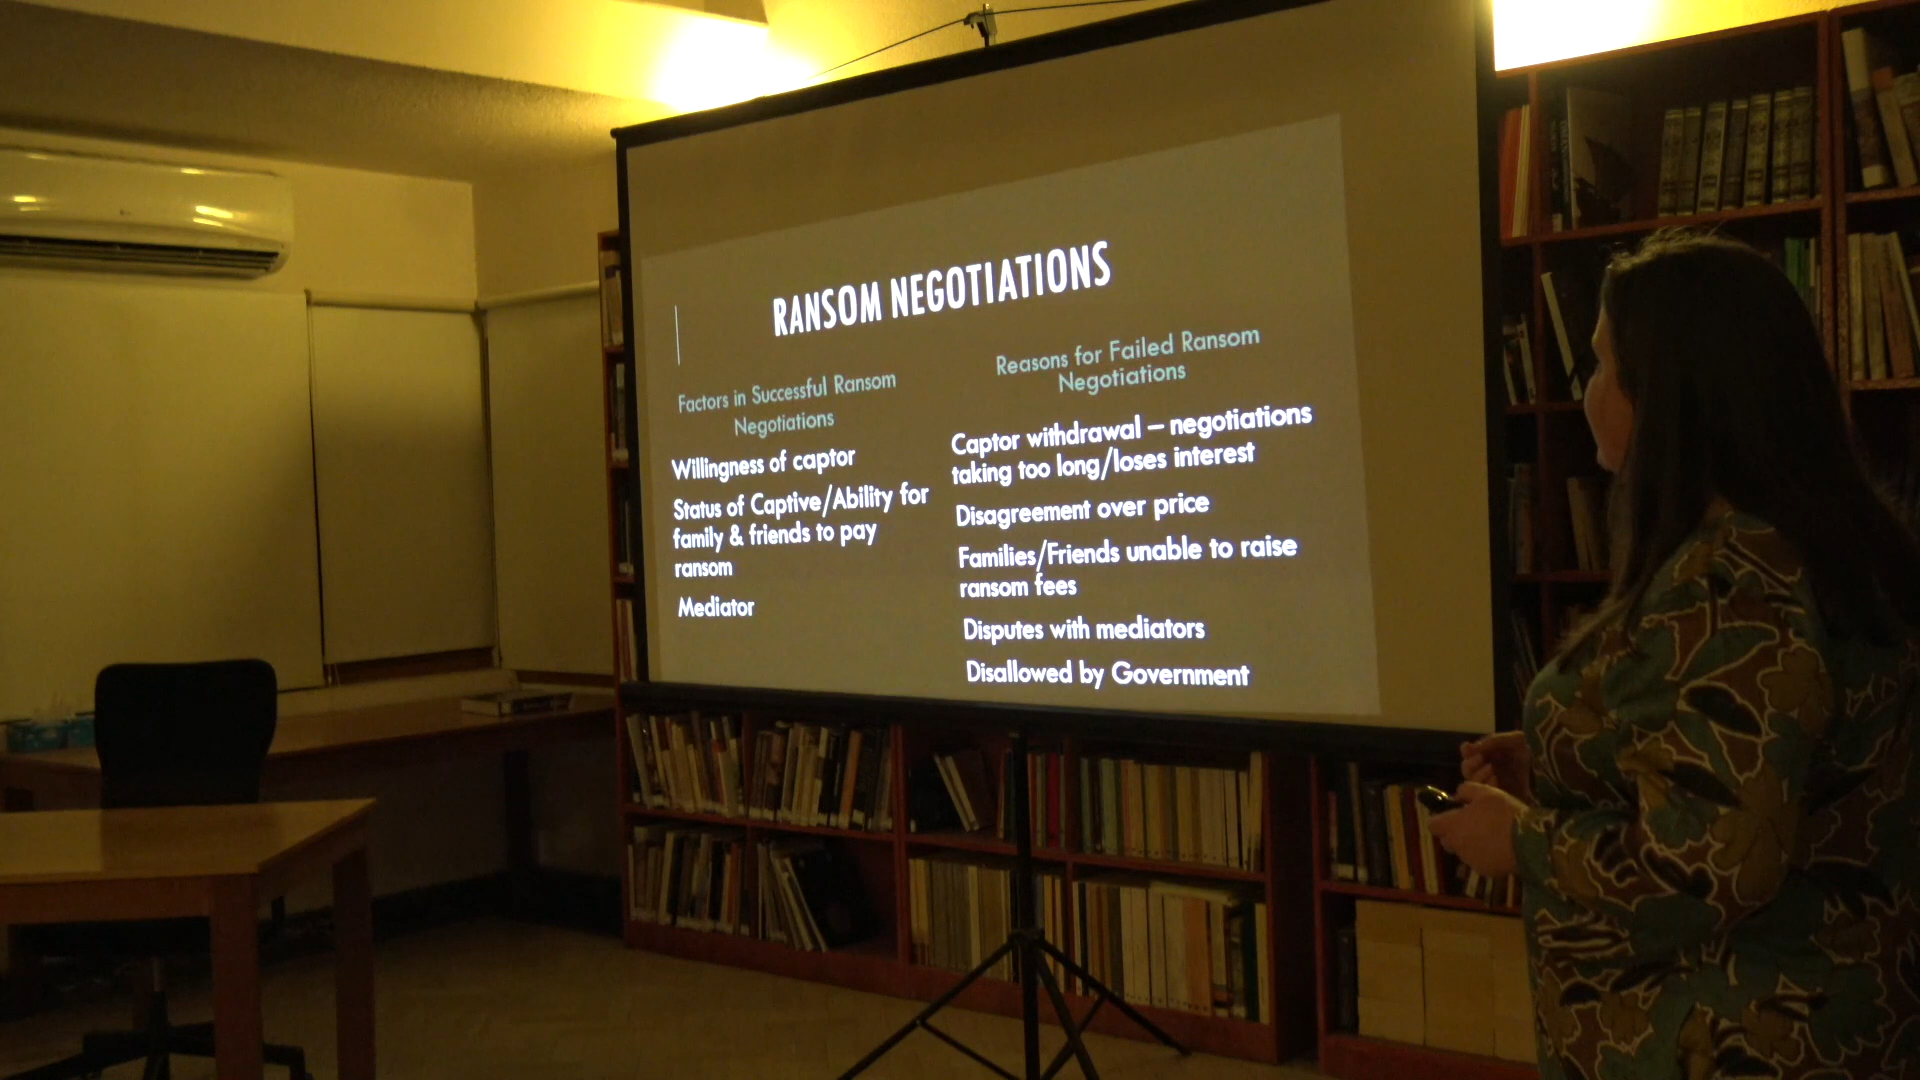 RANSOM NEGOTIATIONS
Factors in Successful Ransom
Negotiations
Willingness of captor
Status of Captive/Ability for
family & friends to pay
ransom
Mediator
Reasons for Failed Ransom
Negotiations
Captor withdrawal – negotiations
taking too long/loses interest
Disagreement over price
Families/Friends unable to raise
ransom fees
Disputes with mediators
Disallowed by Government